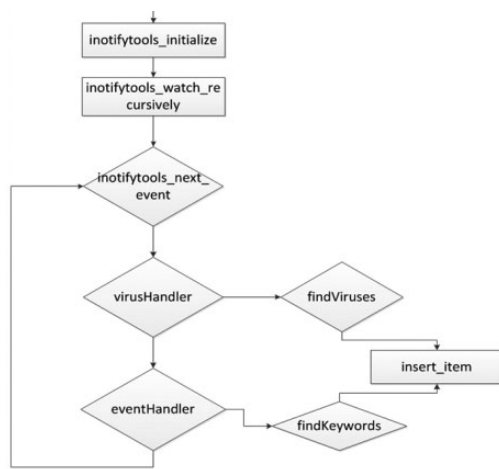 inotifytools_initialize
inotifytools_watch_re
cursively
inotifytools_next_
event
virusHandler
findViruses
insert_item
eventHandler
findKeywords